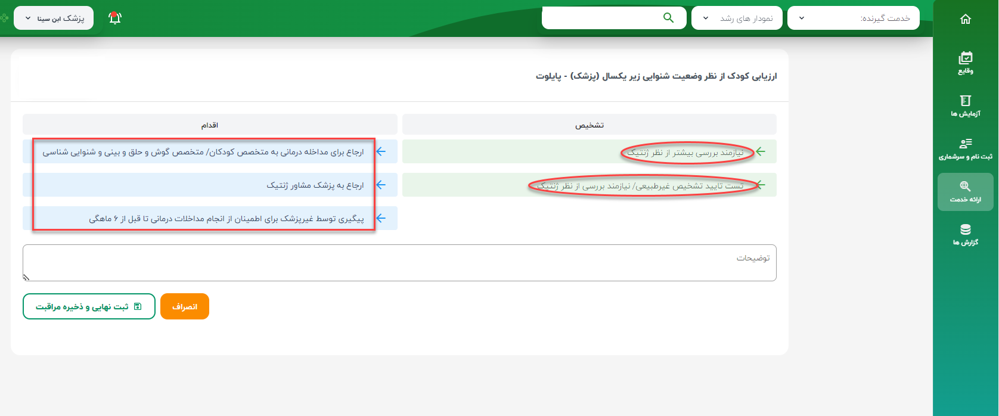 خدمت گیرنده:
نمودار های رشد
پزشک ابن سینا
وقایع
آزمایش ها
ثبت نام و سرشماری
ارائه خدمت
گزارش ها
ارزیابی کودک از نظر وضعیت شنوایی زیر یکسال (پزشک) - پایلوت
تشخیص
نیازمند بررسی بیشتر از نظر ژنتیک
تست تایید تشخیص غیرطبیعی/ نیازمند بررسی از نظر ژنتیک
اقدام
ارجاع برای مداخله درمانی به متخصص کودکان/ متخصص گوش و حلق و بینی و شنوایی شناسی
ارجاع به پزشک مشاور ژنتیک
پیگیری توسط غیرپزشک برای اطمینان از انجام مداخلات درمانی تا قبل از ۶ ماهگی
توضیحات
انصراف
ثبت نهایی و ذخیره مراقبت